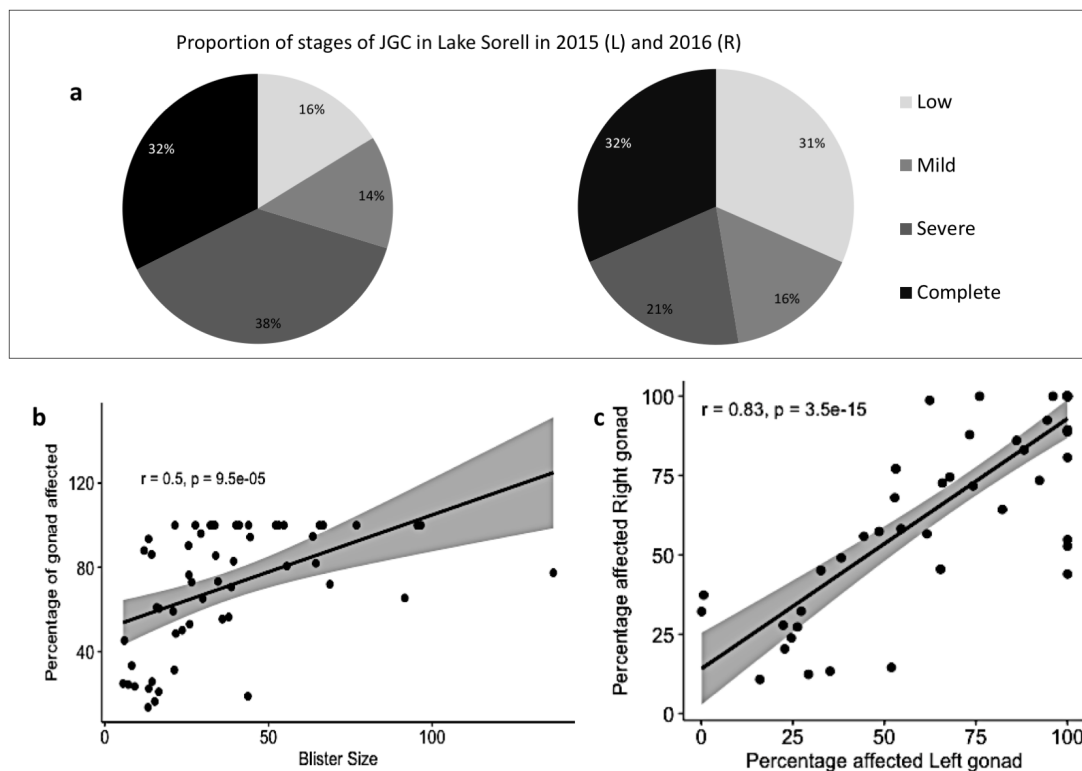 Proportion of stages of JGC in Lake Sorell in 2015 (L) and 2016 (R)
a
16%
14%
38%
32%
31%
16%
21%
32%
Low
Mild
Severe
Complete
b
r = 0.5, p = 9.5e-05
Percentage of gonad affected
120
80
40
0
50
100
Blister Size
c
r = 0.83, p = 3.5e-15
Percentage affected Right gonad
100
75
50
25
0
0
25
50
75
100
Percentage affected Left gonad